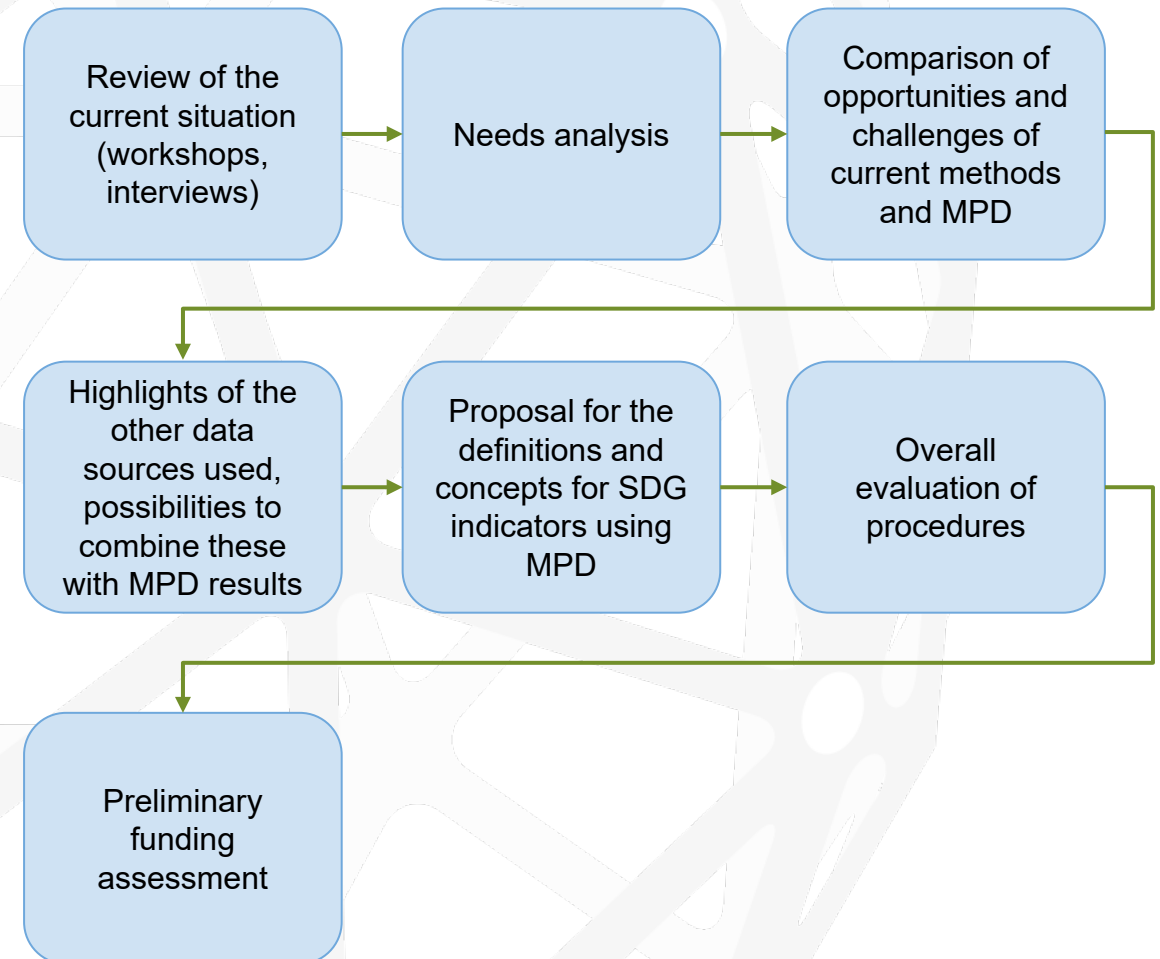 Review of the
current situation
(workshops,
interviews)
Needs analysis
Comparison of
opportunities and
challenges of
current methods
and MPD
Highlights of the
other data
sources used,
possibilities to
combine these
with MPD results
Proposal for the
definitions and
concepts for SDG
indicators using
MPD
Overall
evaluation of
procedures
Preliminary
funding
assessment